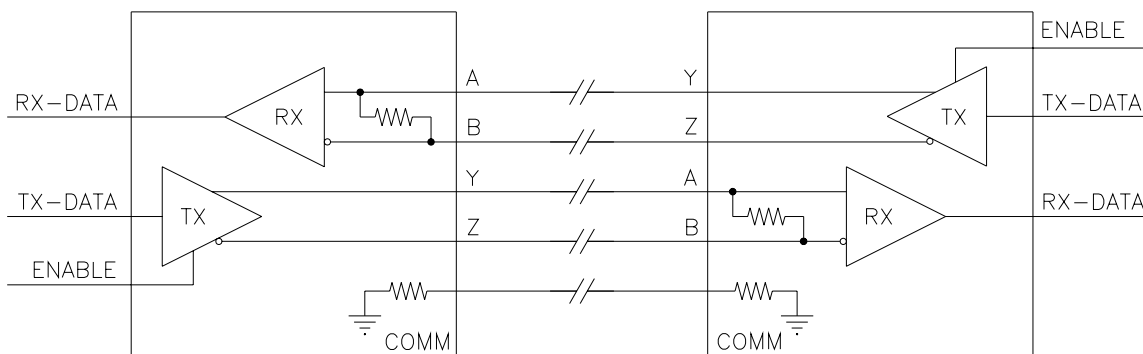 ENABLE
A Y
RX-DATA RX TX TX-DATA
B Z
Y A
TX-DATA TX RX RX-DATA
Z B
ENABLE
COMM COMM